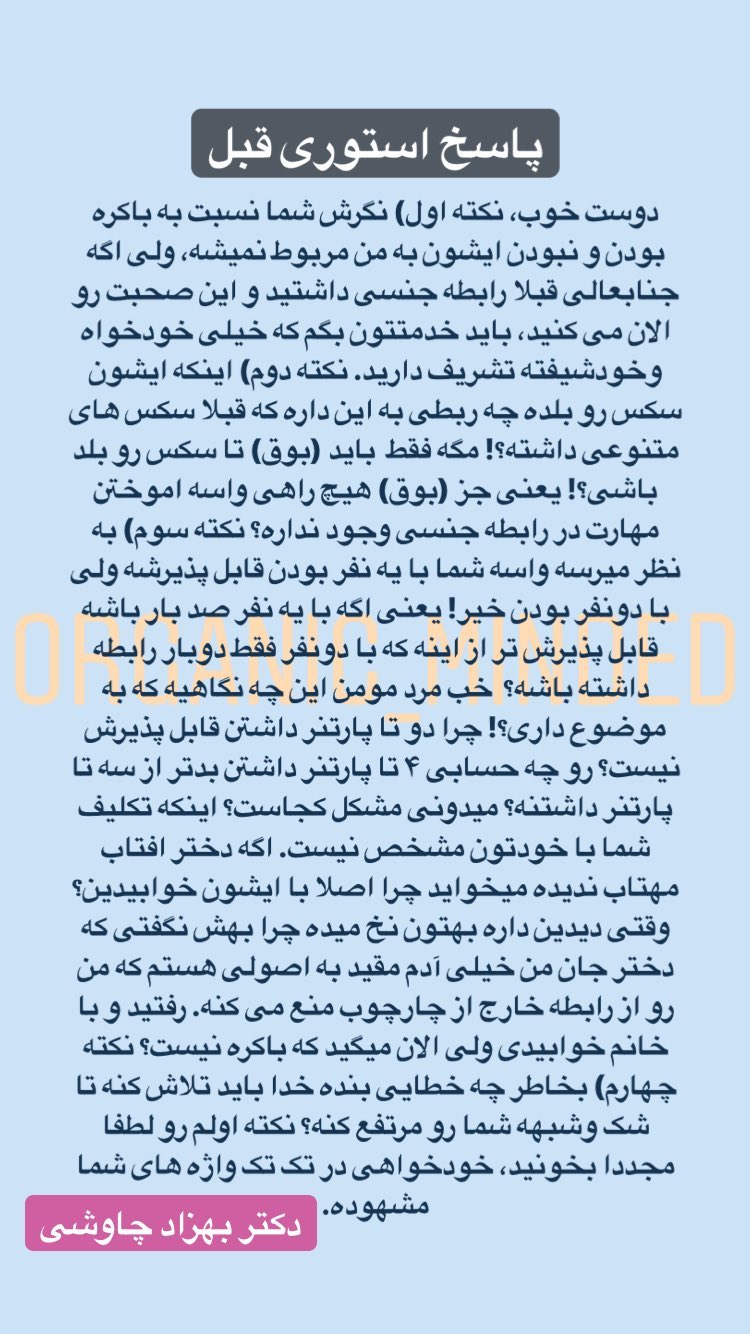 پاسخ استوری قبل
دوست خوب، نکته اول) نگرش شما نسبت به باکره
بودن و نبودن ایشون به من مربوط نمیشه، ولی اگه
جنابعالی قبلا رابطه جنسی داشتید و این صحبت رو
الان می کنید، باید خدمتتون بگم که خیلی خودخواه
وخودشیفته تشریف دارید. نکته دوم) اینکه ایشون
سکس رو بلده چه ربطی به این داره که قبلا سکس های
متنوعی داشته؟! مگه فقط باید (بوق) تا سکس رو بلد
باشی؟! یعنی جز (بوق) هیچ راهی واسه اموختن
مهارت در رابطه جنسی وجود نداره؟ نکته سوم) به
نظر میرسه واسه شما با یه نفر بودن قابل پذیرشه ولی
با دونفر بودن خیر! یعنی اگه با یه نفر صد بار باشه
قابل پذیرش تر از اینه که با دونفر فقط دوبار رابطه
داشته باشه؟ خب مرد مومن این چه نگاهیه که به
موضوع داری؟! چرا دو تا پارتنر داشتن قابل پذیرش
نیست؟ رو چه حسابی ۴ تا پارتنر داشتن بدتر از سه تا
پارتنر داشتنه؟ میدونی مشکل کجاست؟ اینکه تکلیف
شما با خودتون مشخص نیست. اگه دختر افتاب
مهتاب ندیده میخواید چرا اصلا با ایشون خوابیدین؟
وقتی دیدین داره بهتون نخ میده چرا بهش نگفتی که
دختر جان من خیلی آدم مقید به اصولی هستم که من
رو از رابطه خارج از چارچوب منع می کنه. رفتید و با
خانم خوابیدی ولی الان میگید که باکره نیست؟ نکته
چهارم) بخاطر چه خطایی بنده خدا باید تلاش کنه تا
شک وشبهه شما رو مرتفع کنه؟ نکته اولم رو لطفا
مجددا بخونید، خودخواهی در تک تک واژه های شما
مشهوده.
دکتر بهزاد چاوشی
ORGANIC_MINDED